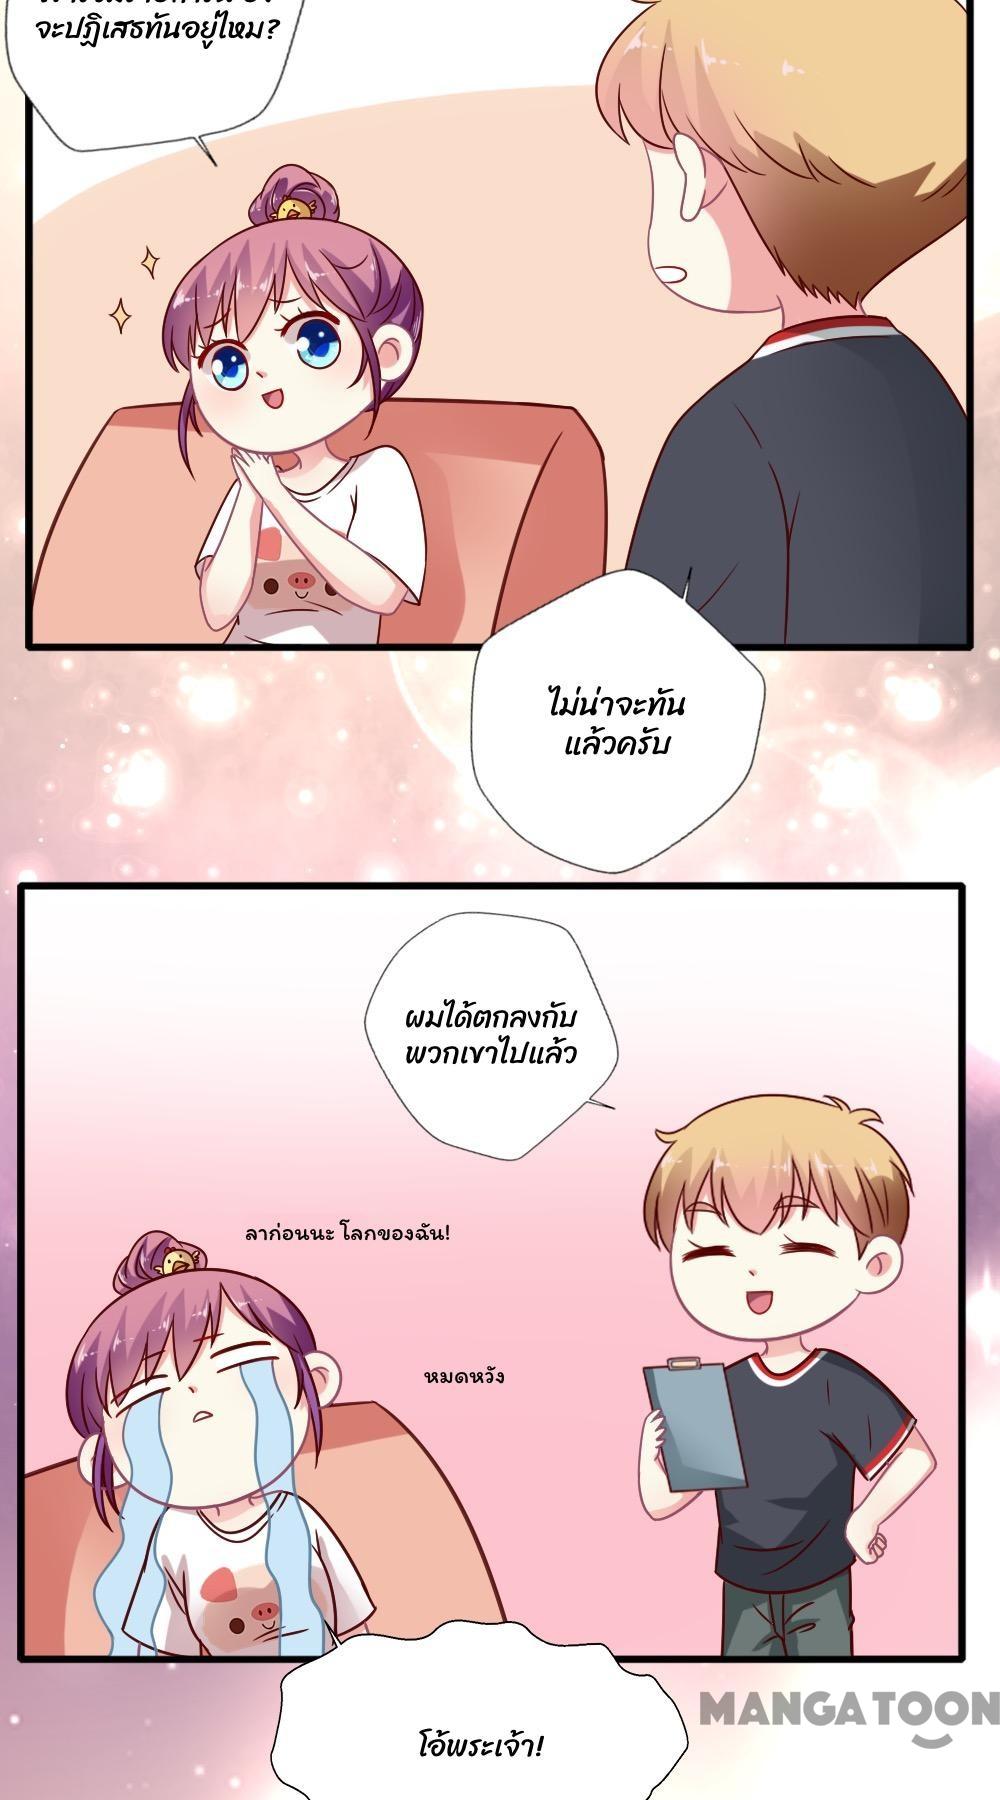 จะปฏิเสธทันอยู่ไหม?
ไม่น่าจะทัน
แล้วครับ
ผมได้ตกลงกับ
พวกเขาไปแล้ว
ลาก่อนนะ โลกของฉัน!
หมดหวัง
MANGATOON
โอ้พระเจ้า!